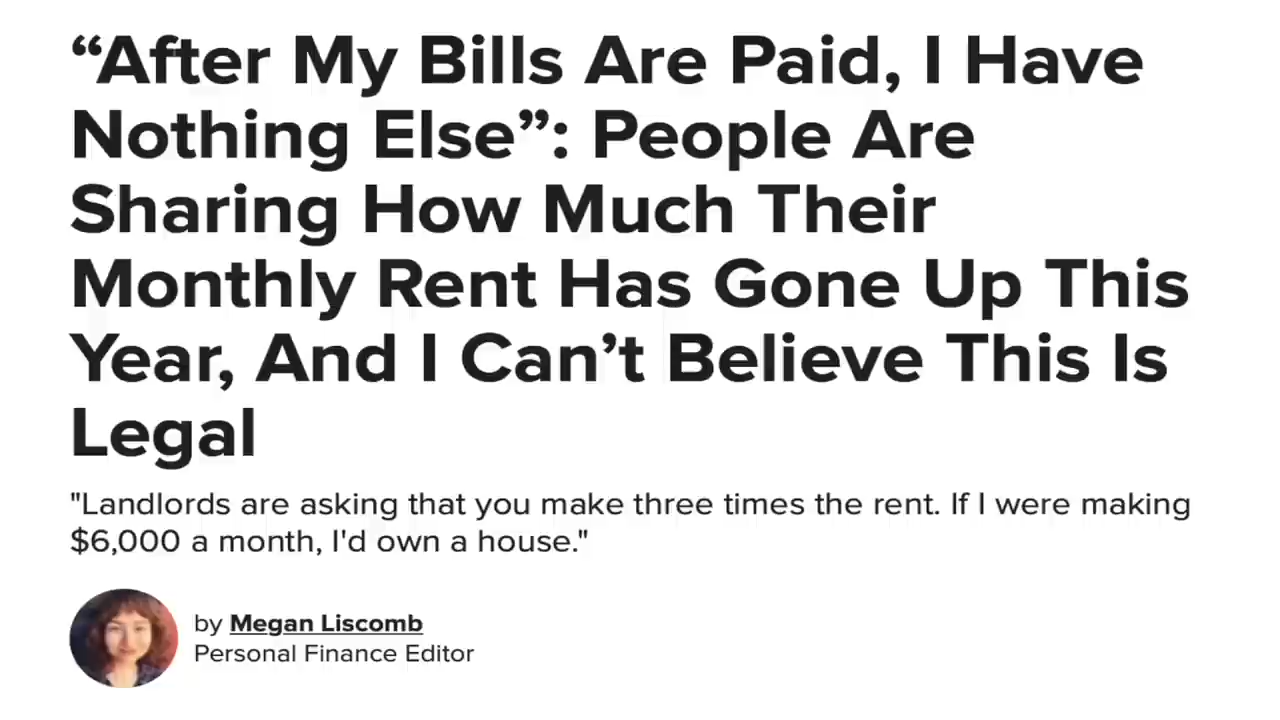 “After My Bills Are Paid, I Have
Nothing Else”: People Are
Sharing How Much Their
Monthly Rent Has Gone Up This
Year, And I Can’t Believe This Is
Legal
"Landlords are asking that you make three times the rent. If I were making
$6,000 a month, I'd own a house."
by Megan Liscomb
Personal Finance Editor